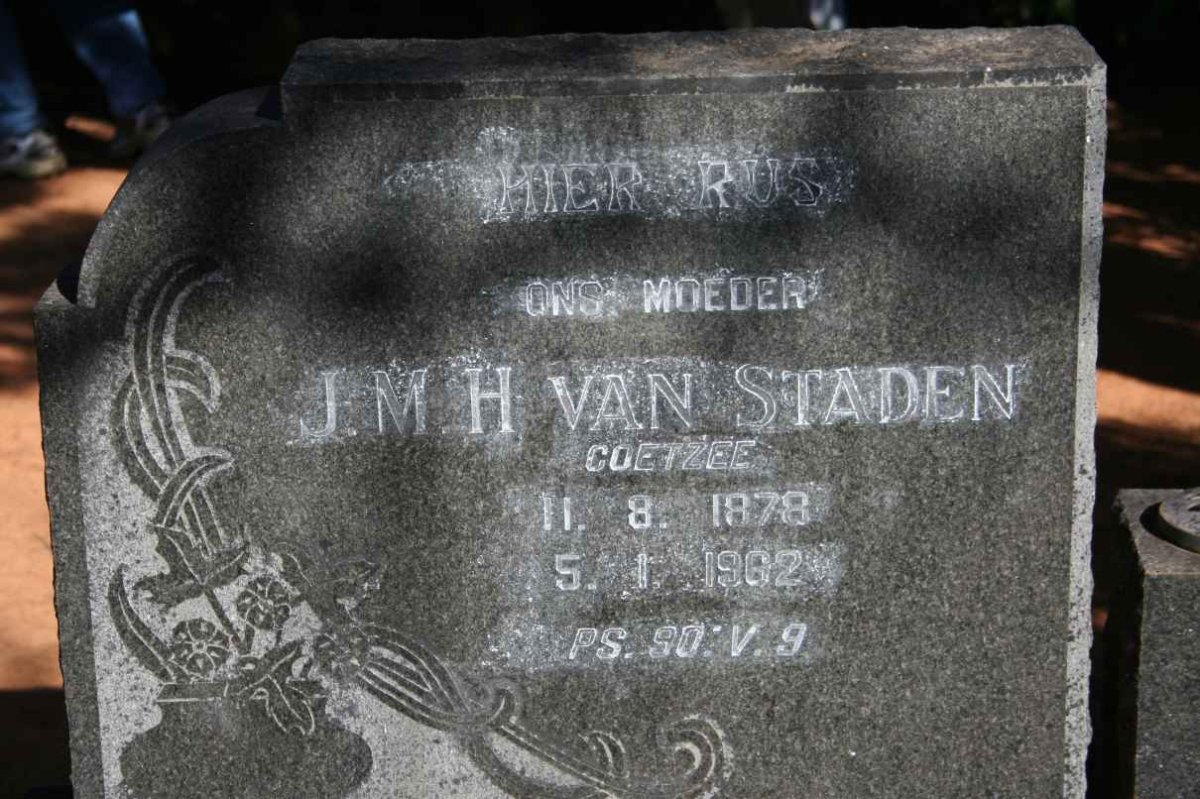 HIER RUS
ONS MOEDER
J.M H VAN STADEN
COETZEE
11. 8. 1878
5. 1. 1962
PS. 90: V. 9